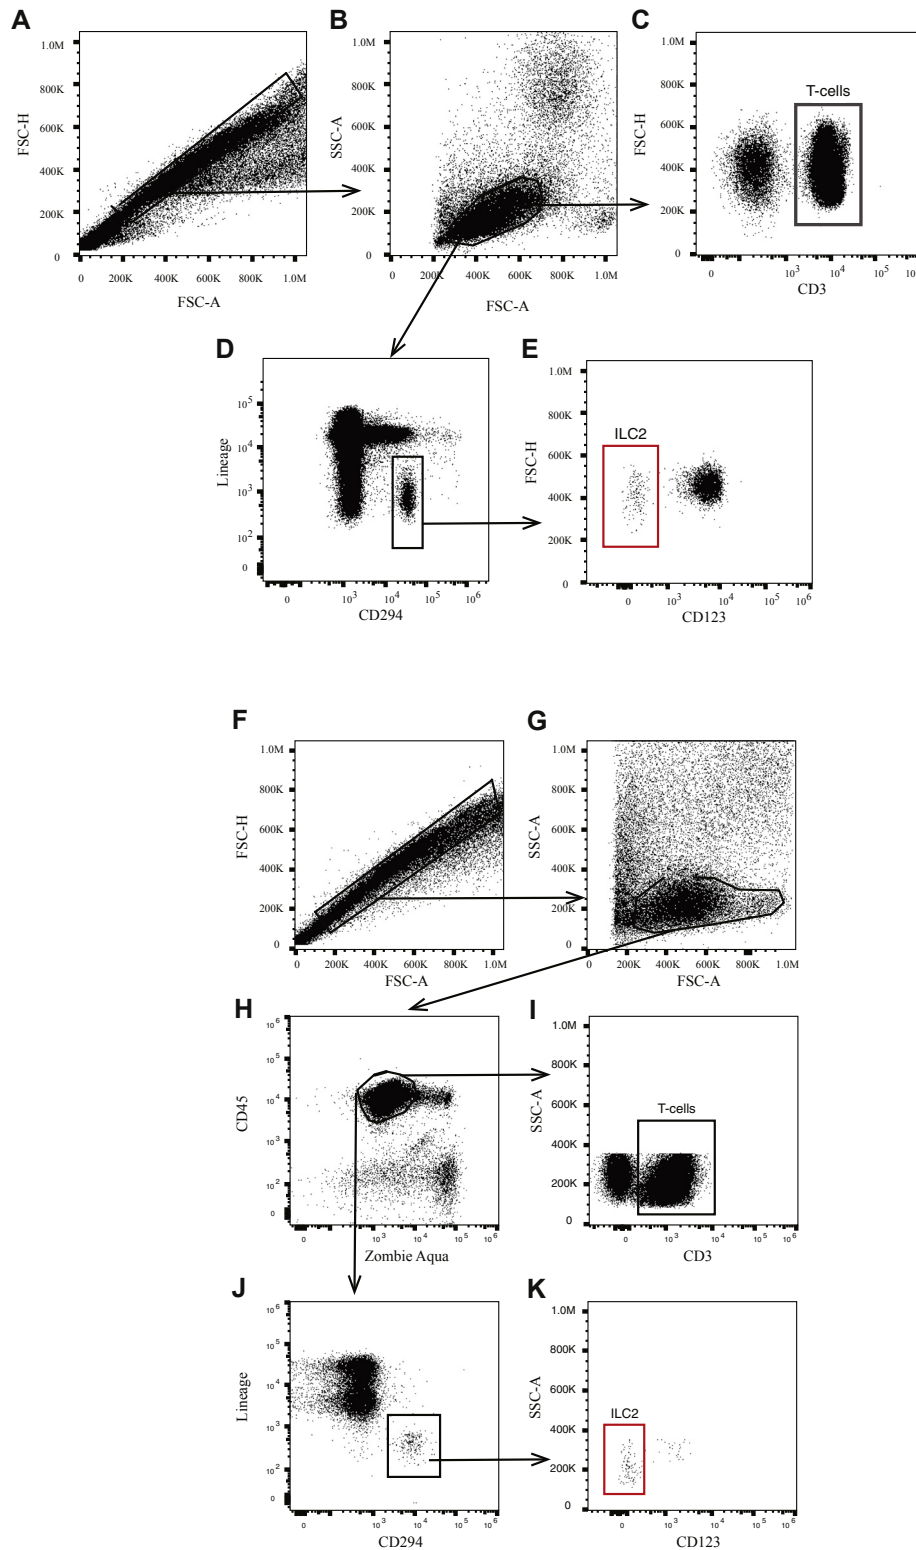 A
FSC-H
1.0M
800K
600K
400K
200K
0
0 200K 400K 600K 800K 1.0M
FSC-A
B
SSC-A
1.0M
800K
600K
400K
200K
0
0 200K 400K 600K 800K 1.0M
FSC-A
C
FSC-H
1.0M
800K
600K
400K
200K
0
T-cells
0 10³ 10⁴ 10⁵ 10
CD3
D
Lineage
10⁵
10⁴
10³
10²
0
0 10³ 10⁴ 10⁵ 10⁶
CD294
E
FSC-H
1.0M
800K
600K
400K
200K
0
ILC2
0 10³ 10⁴ 10⁵ 10⁶
CD123
F
FSC-H
1.0M
800K
600K
400K
200K
0
0 200K 400K 600K 800K 1.0M
FSC-A
G
SSC-A
1.0M
800K
600K
400K
200K
0
0 200K 400K 600K 800K 1.0M
FSC-A
H
CD45
10⁶
10⁵
10⁴
10³
10²
0
0 10³ 10⁴ 10⁵ 10⁶
Zombie Aqua
I
SSC-A
1.0M
800K
600K
400K
200K
0
T-cells
0 10³ 10⁴ 10⁵ 10⁶
CD3
J
Lineage
10⁶
10⁵
10⁴
10³
10²
0
0 10³ 10⁴ 10⁵ 10⁶
CD294
K
SSC-A
1.0M
800K
600K
400K
200K
0
ILC2
0 10³ 10⁴ 10⁵ 10⁶
CD123